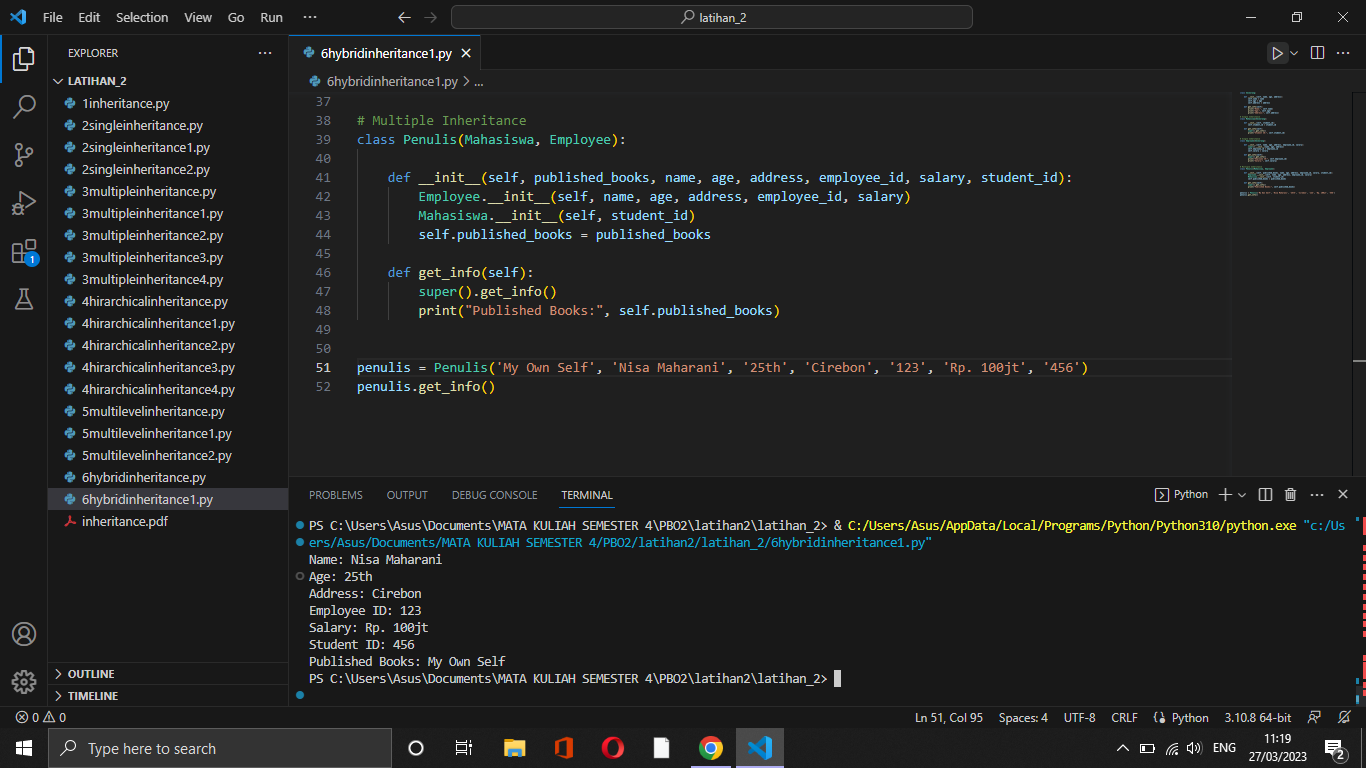 File Edit Selection View Go Run ··· latihan_2
EXPLORER ···
LATIHAN_2
1inheritance.py
2singleinheritance.py
2singleinheritance1.py
2singleinheritance2.py
3multipleinheritance.py
3multipleinheritance1.py
3multipleinheritance2.py
3multipleinheritance3.py
3multipleinheritance4.py
4hirarchicalinheritance.py
4hirarchicalinheritance1.py
4hirarchicalinheritance2.py
4hirarchicalinheritance3.py
4hirarchicalinheritance4.py
5multilevelinheritance.py
5multilevelinheritance1.py
5multilevelinheritance2.py
6hybridinheritance.py
6hybridinheritance1.py
inheritance.pdf
OUTLINE
TIMELINE
1
6hybridinheritance1.py
6hybridinheritance1.py > ...
37
38 # Multiple Inheritance
39 class Penulis(Mahasiswa, Employee):
40
41 def __init__(self, published_books, name, age, address, employee_id, salary, student_id):
42 Employee.__init__(self, name, age, address, employee_id, salary)
43 Mahasiswa.__init__(self, student_id)
44 self.published_books = published_books
45
46 def get_info(self):
47 super().get_info()
48 print("Published Books:", self.published_books)
49
50
51 penulis = Penulis('My Own Self', 'Nisa Maharani', '25th', 'Cirebon', '123', 'Rp. 100jt', '456')
52 penulis.get_info()
PROBLEMS OUTPUT DEBUG CONSOLE TERMINAL Python
PS C:\Users\Asus\Documents\MATA KULIAH SEMESTER 4\PBO2\latihan2\latihan_2> & C:/Users/Asus/AppData/Local/Programs/Python/Python310/python.exe "c:/Us
ers/Asus/Documents/MATA KULIAH SEMESTER 4/PBO2/latihan2/latihan_2/6hybridinheritance1.py"
Name: Nisa Maharani
Age: 25th
Address: Cirebon
Employee ID: 123
Salary: Rp. 100jt
Student ID: 456
Published Books: My Own Self
PS C:\Users\Asus\Documents\MATA KULIAH SEMESTER 4\PBO2\latihan2\latihan_2>
0 0 Ln 51, Col 95 Spaces: 4 UTF-8 CRLF Python 3.10.8 64-bit
Type here to search
ENG
11:19
27/03/2023
2